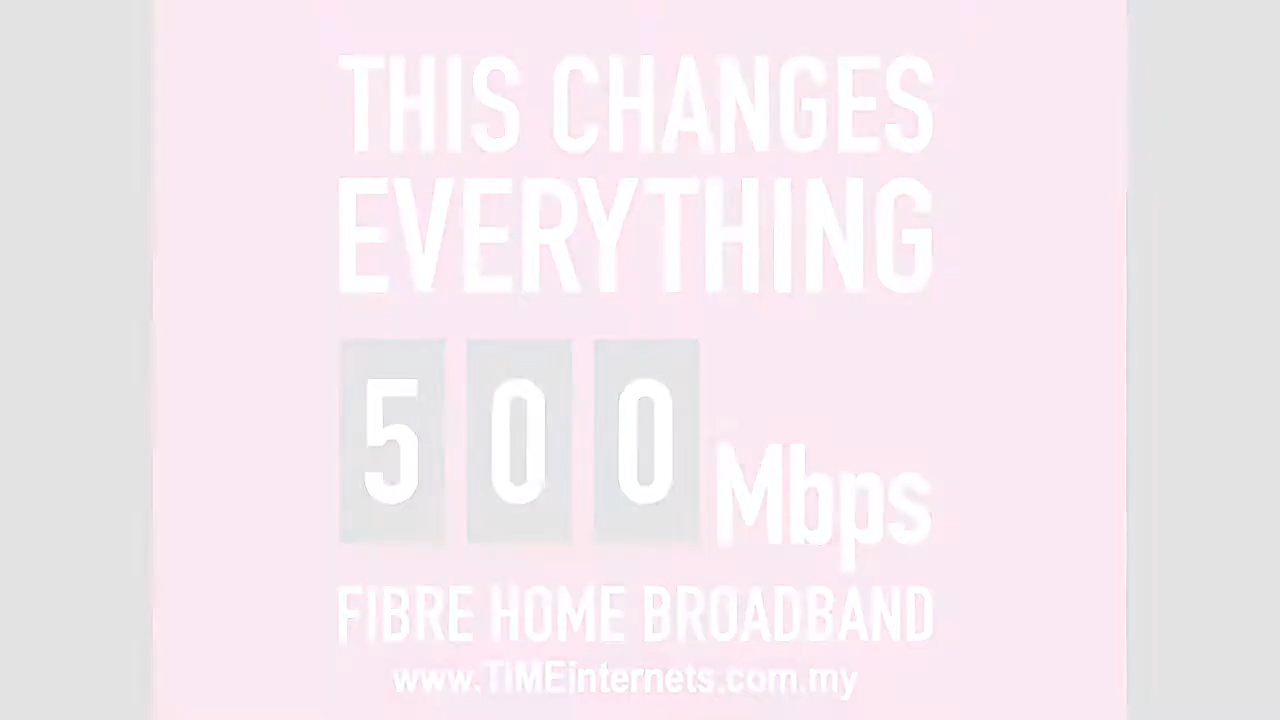 THIS CHANGES
EVERYTHING
500 Mbps
FIBRE HOME BROADBAND
www.TIMEinternets.com.my